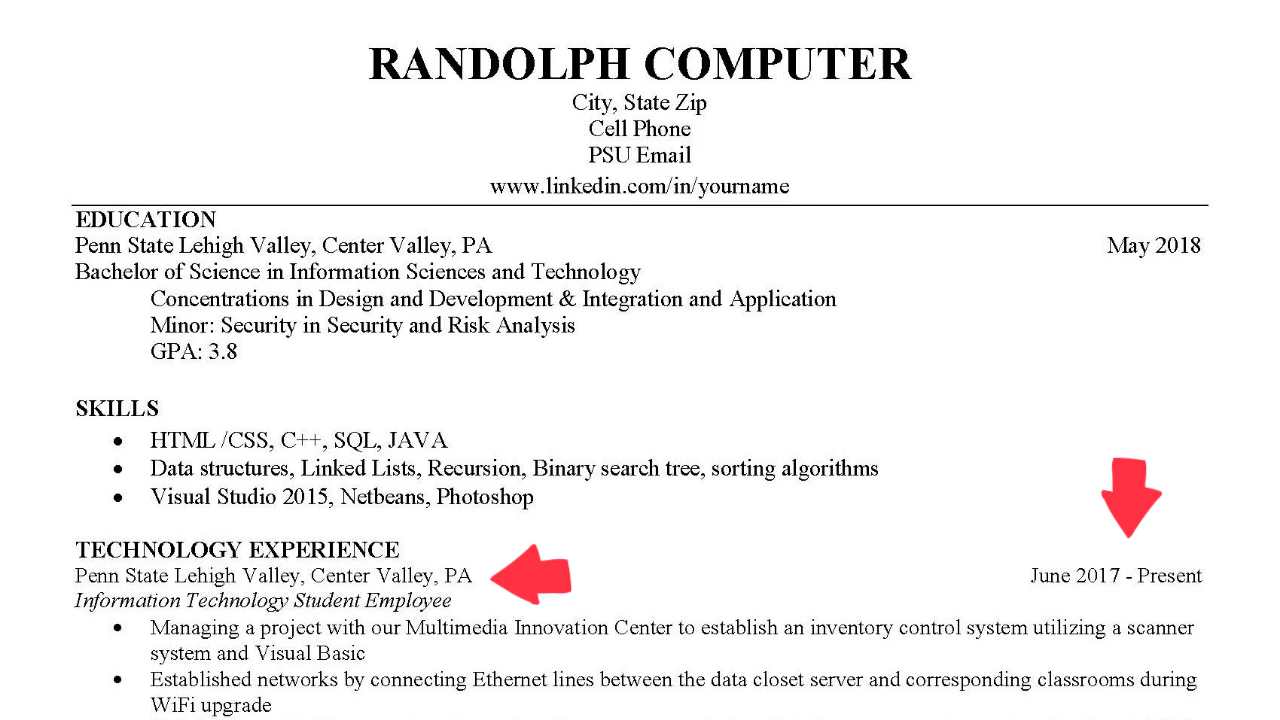 RANDOLPH COMPUTER
City, State Zip
Cell Phone
PSU Email
www.linkedin.com/in/yourname
EDUCATION
Penn State Lehigh Valley, Center Valley, PA May 2018
Bachelor of Science in Information Sciences and Technology
Concentrations in Design and Development & Integration and Application
Minor: Security in Security and Risk Analysis
GPA: 3.8
SKILLS
• HTML /CSS, C++, SQL, JAVA
• Data structures, Linked Lists, Recursion, Binary search tree, sorting algorithms
• Visual Studio 2015, Netbeans, Photoshop
TECHNOLOGY EXPERIENCE
Penn State Lehigh Valley, Center Valley, PA June 2017 - Present
Information Technology Student Employee
• Managing a project with our Multimedia Innovation Center to establish an inventory control system utilizing a scanner
system and Visual Basic
• Established networks by connecting Ethernet lines between the data closet server and corresponding classrooms during
WiFi upgrade